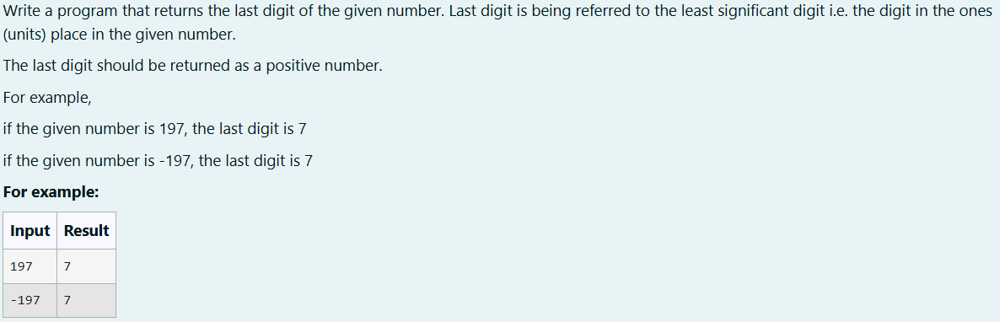 Write a program that returns the last digit of the given number. Last digit is being referred to the least significant digit i.e. the digit in the ones
(units) place in the given number.
The last digit should be returned as a positive number.
For example,
if the given number is 197, the last digit is 7
if the given number is -197, the last digit is 7
For example:
Input Result
197 7
-197 7